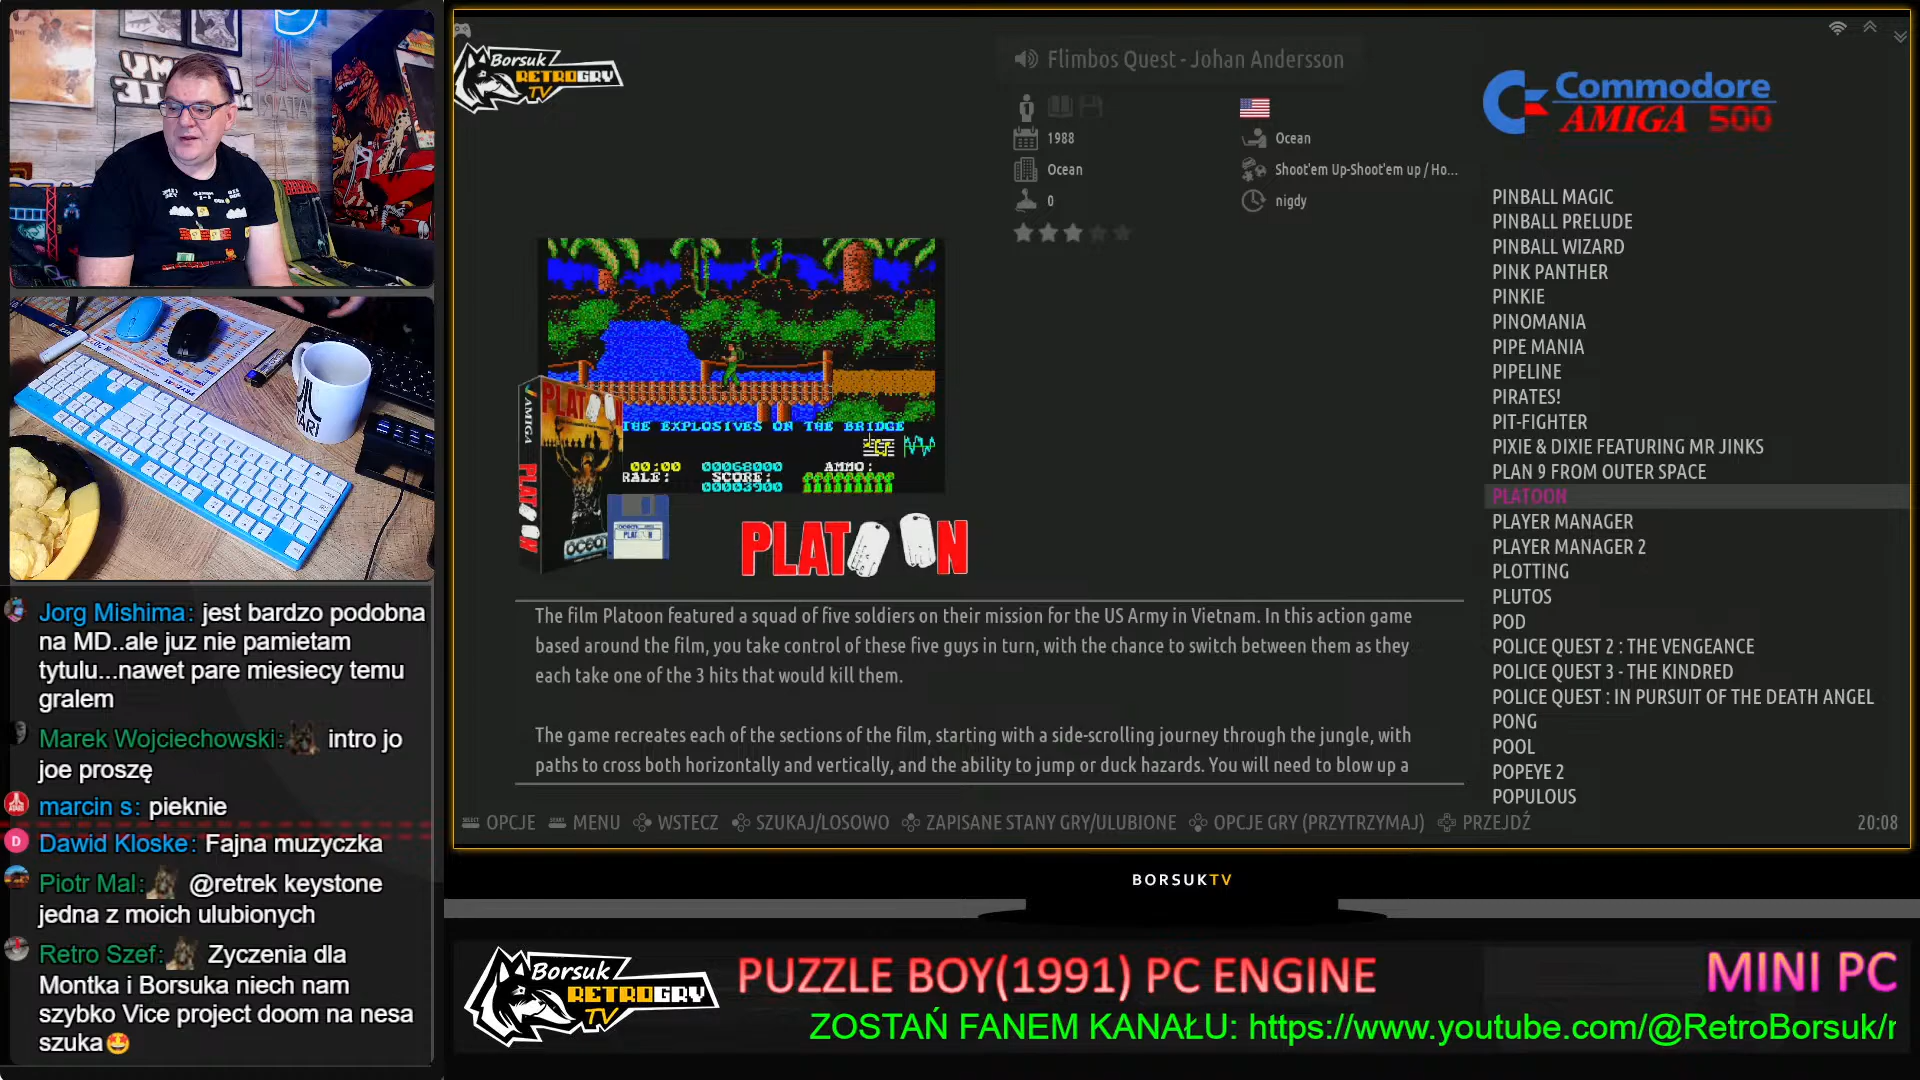 Borsuk
RETROGRY
TV
Flimbos Quest - Johan Andersson
1988
Ocean
Ocean
Shoot'em Up-Shoot'em up / Ho...
0
nigdy
Commodore
AMIGA 500
PINBALL MAGIC
PINBALL PRELUDE
PINBALL WIZARD
PINK PANTHER
PINKIE
PINOMANIA
PIPE MANIA
PIPELINE
PIRATES!
PIT-FIGHTER
PIXIE & DIXIE FEATURING MR JINKS
PLAN 9 FROM OUTER SPACE
PLATOON
PLAYER MANAGER
PLAYER MANAGER 2
PLOTTING
PLUTOS
POD
POLICE QUEST 2 : THE VENGEANCE
POLICE QUEST 3 - THE KINDRED
POLICE QUEST : IN PURSUIT OF THE DEATH ANGEL
PONG
POOL
POPEYE 2
POPULOUS
THE EXPLOSIVES ON THE BRIDGE
00:00 00068000 AMMO:
RALE: SCORE:
00003900
AMIGA
PLATOON
PLATOON
ocean
PLATOON
The film Platoon featured a squad of five soldiers on their mission for the US Army in Vietnam. In this action game
based around the film, you take control of these five guys in turn, with the chance to switch between them as they
each take one of the 3 hits that would kill them.
The game recreates each of the sections of the film, starting with a side-scrolling journey through the jungle, with
paths to cross both horizontally and vertically, and the ability to jump or duck hazards. You will need to blow up a
OPCJE MENU WSTECZ SZUKAJ/LOSOWO ZAPISANE STANY GRY/ULUBIONE OPCJE GRY (PRZYTRZYMAJ) PRZEJDŹ
20:08
ATARI
Jorg Mishima: jest bardzo podobna
na MD..ale juz nie pamietam
tytulu...nawet pare miesiecy temu
gralem
Marek Wojciechowski: intro jo
joe proszę
marcin s: pieknie
D Dawid Kloske: Fajna muzyczka
Piotr Mal: @retrek keystone
jedna z moich ulubionych
Retro Szef: Zyczenia dla
Montka i Borsuka niech nam
szybko Vice project doom na nesa
szuka🤩
BORSUKTV
Borsuk
RETROGRY
TV
PUZZLE BOY(1991) PC ENGINE
MINI PC
ZOSTAŃ FANEM KANAŁU: https://www.youtube.com/@RetroBorsuk/